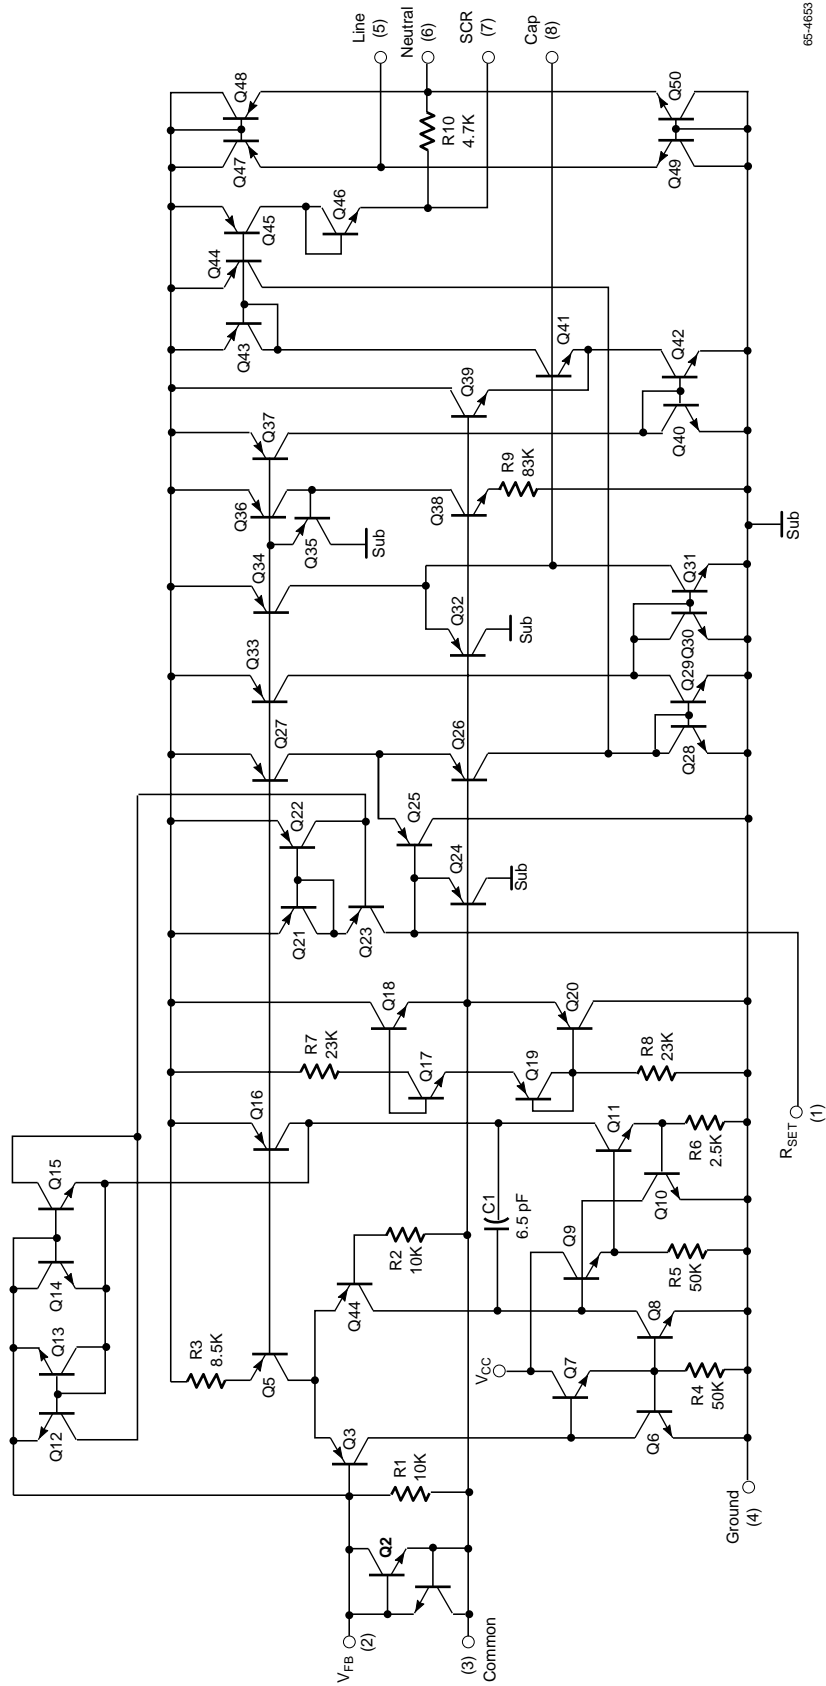 Q12
Q13
Q14
Q15
R3
8.5K
Q5
Q16
R7
23K
Q21
Q22
Q27
Q33
Q34
Q36
Q37
Q43
Q44
Q45
Q47
Q48
Q35
Sub
Q46
VFB
(2)
Q2
R1
10K
Q3
Q44
R2
10K
Q17
Q18
Q23
Q25
Q24
Sub
Q26
Q32
Sub
Q38
R9
83K
Q39
Q41
R10
4.7K
Line
(5)
Neutral
(6)
SCR
(7)
Cap
(8)
(3)
Common
VCC
C1
6.5 pF
Q7
Q9
Q11
Q19
Q20
Q6
R4
50K
Q8
R5
50K
Q10
R6
2.5K
R8
23K
Q28
Q29
Q30
Q31
Q40
Q42
Q49
Q50
Ground
(4)
RSET
(1)
Sub
65-4653